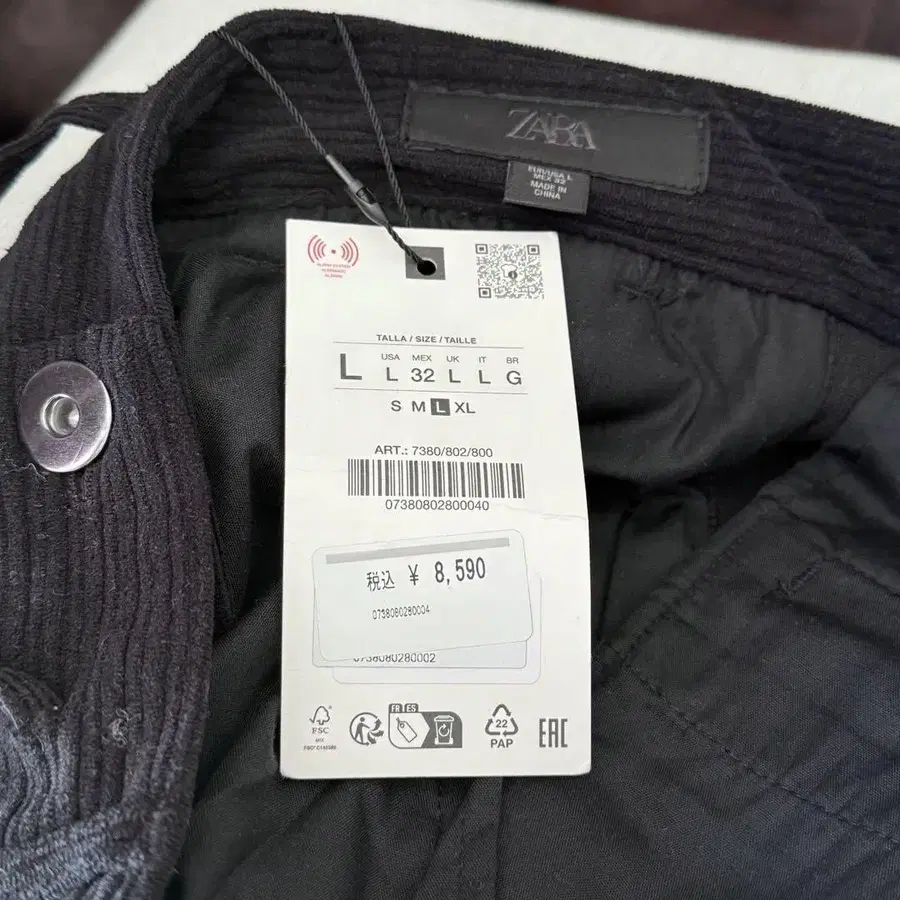 ZARA
EUR/USA L
MEX 32
MADE IN
CHINA
TALLA / SIZE / TAILLE
L
USA MEX UK IT BR
L 32 L L G
S M L XL
ART.: 7380/802/800
07380802800040
税込 ¥ 8,590
0738080280004
0738080280002
FSC
MIX
FR ES
22
PAP
EAC